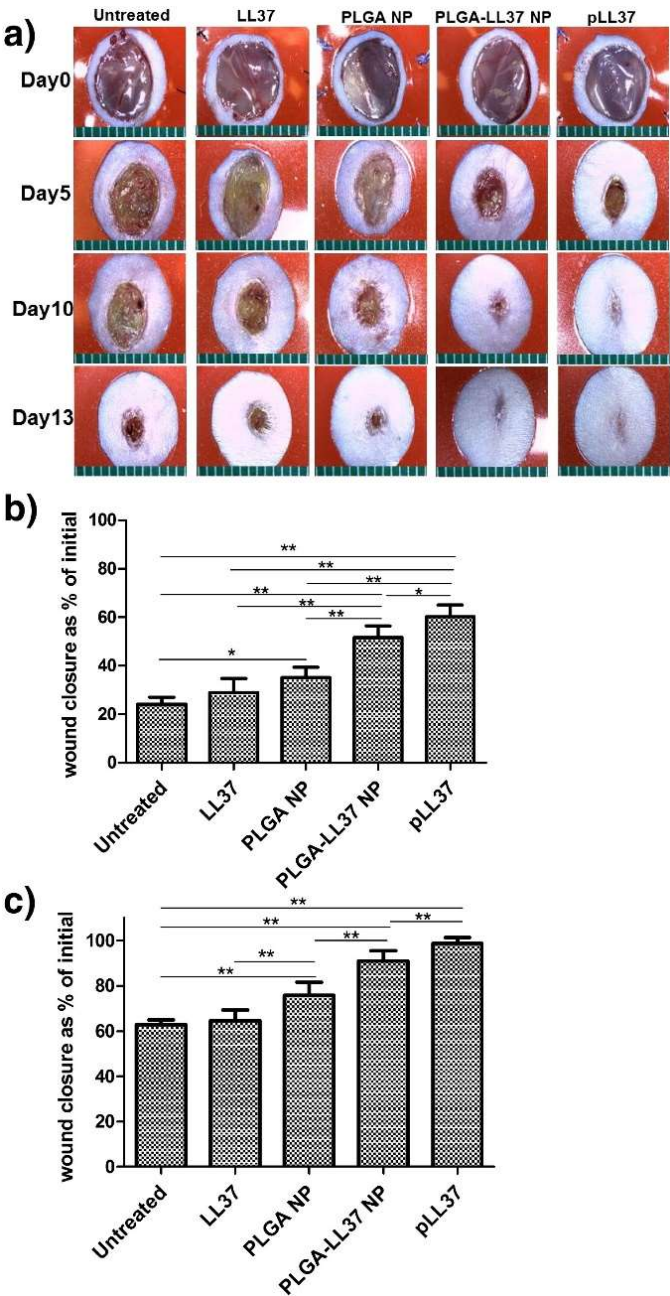 a)
Untreated LL37 PLGA NP PLGA-LL37 NP pLL37
Day0
Day5
Day10
Day13
b)
wound closure as % of initial
100
80
60
40
20
0
**
**
**
**
*
**
**
*
Untreated LL37 PLGA NP PLGA-LL37 NP pLL37
c)
wound closure as % of initial
100
80
60
40
20
0
**
**
**
**
**
**
Untreated LL37 PLGA NP PLGA-LL37 NP pLL37